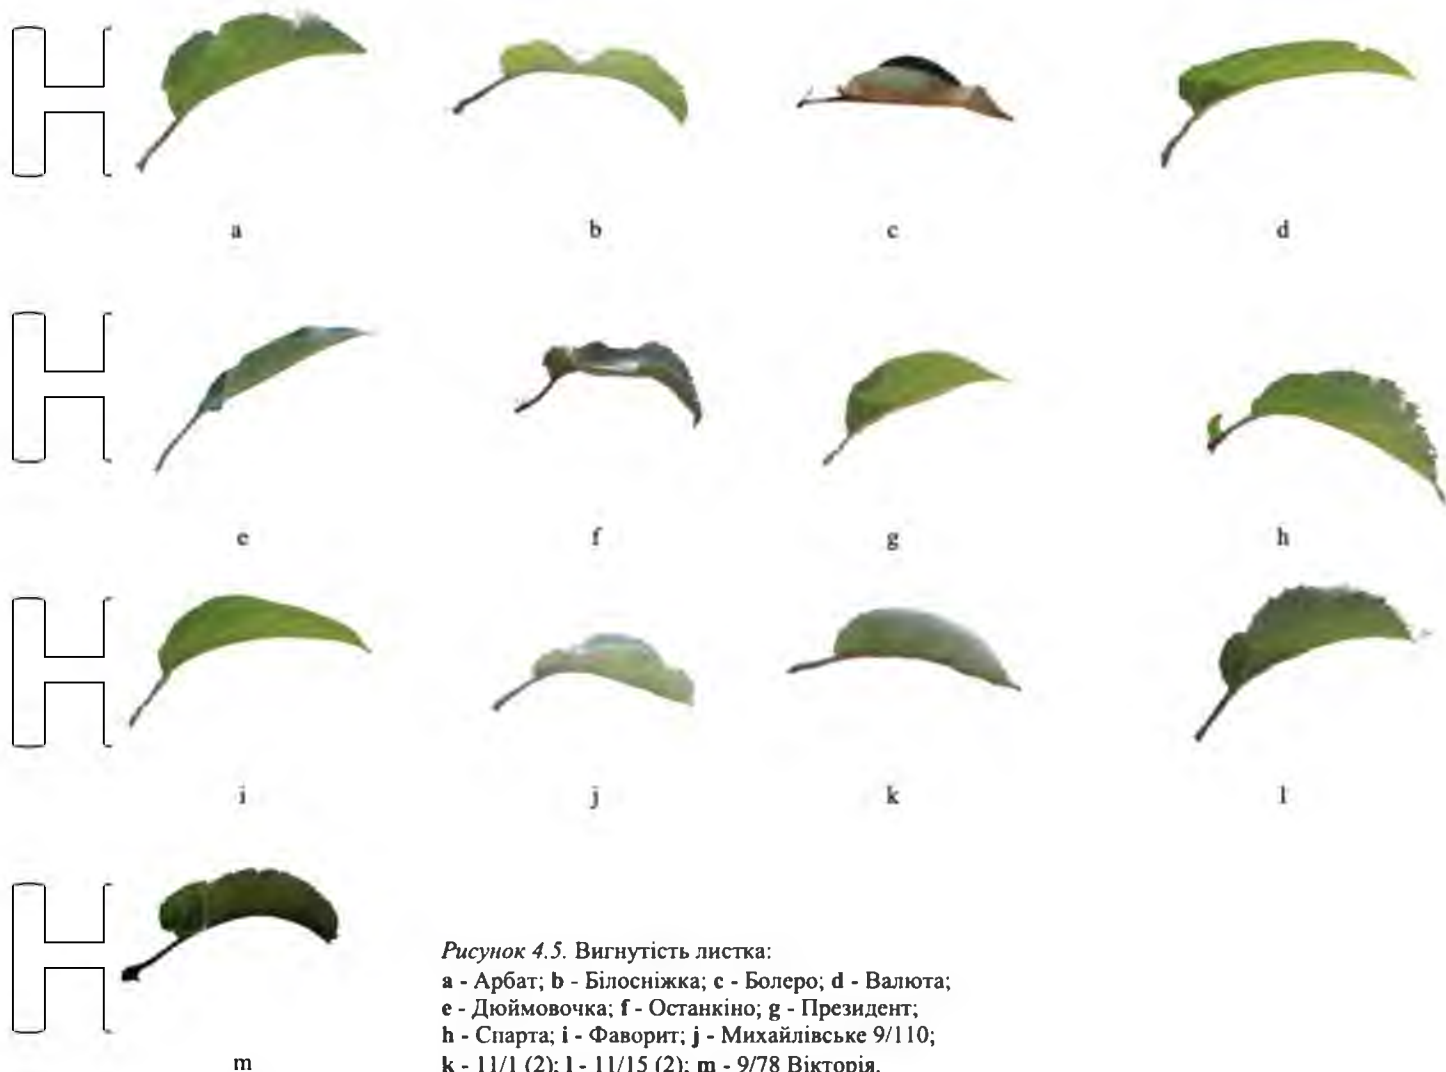 a b c d
e f g h
i j k l
m
Рисунок 4.5. Вигнутість листка:
a - Арбат; b - Білосніжка; c - Болеро; d - Валюта;
e - Дюймовочка; f - Останкіно; g - Президент;
h - Спарта; i - Фаворит; j - Михайлівське 9/110;
k - 11/1 (2); l - 11/15 (2); m - 9/78 Вікторія.